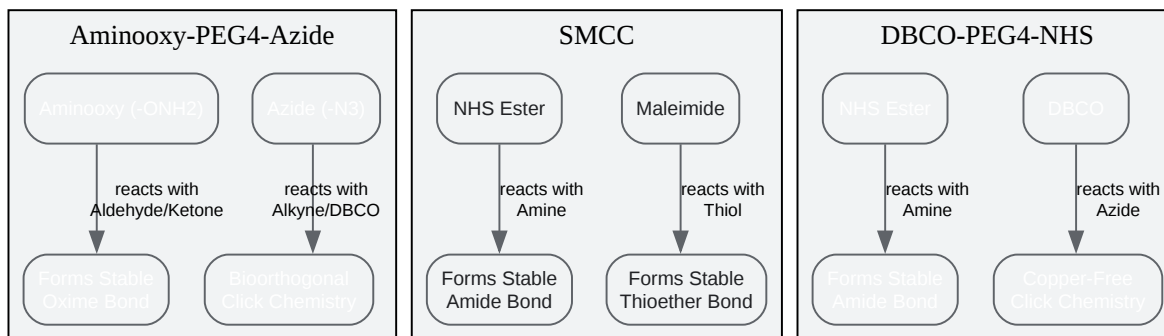 Aminooxy-PEG4-Azide
Aminooxy (-ONH2)
Azide (-N3)
reacts with
Aldehyde/Ketone
reacts with
Alkyne/DBCO
Forms Stable
Oxime Bond
Bioorthogonal
Click Chemistry
SMCC
NHS Ester
Maleimide
reacts with
Amine
reacts with
Thiol
Forms Stable
Amide Bond
Forms Stable
Thioether Bond
DBCO-PEG4-NHS
NHS Ester
DBCO
reacts with
Amine
reacts with
Azide
Forms Stable
Amide Bond
Copper-Free
Click Chemistry